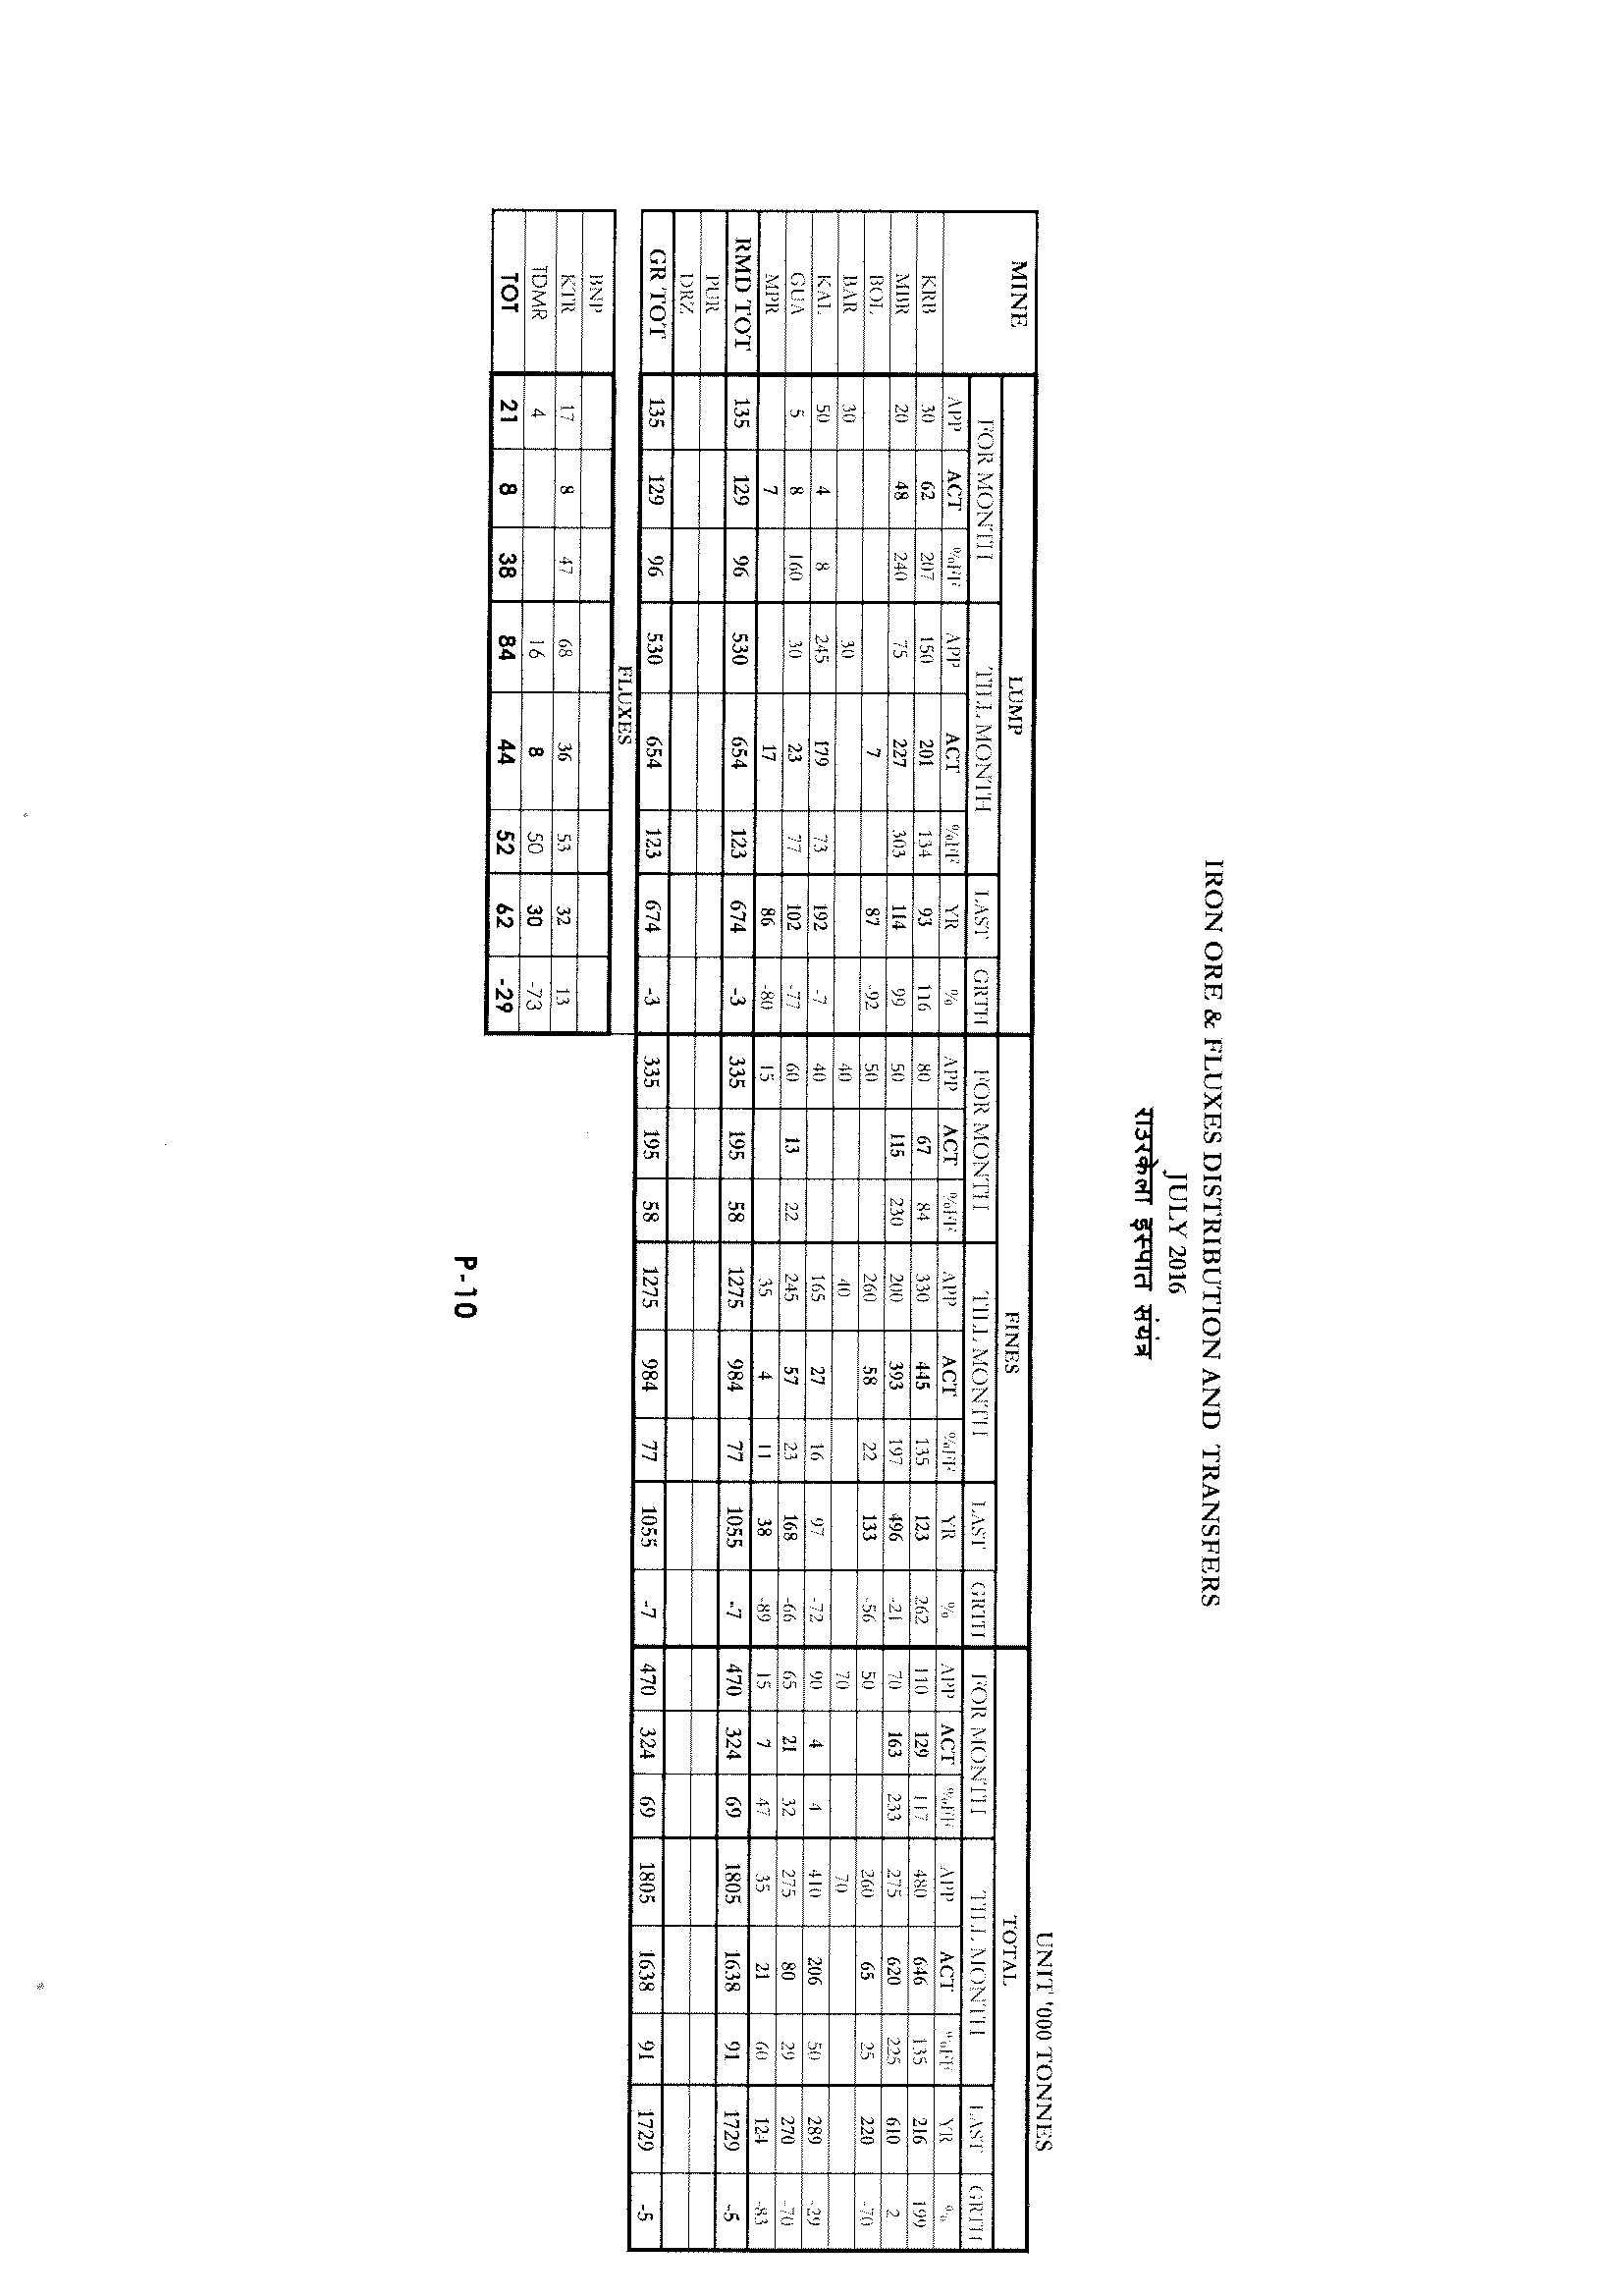 IRON ORE & FLUXES DISTRIBUTION AND TRANSFERS
JULY 2016
राउरकेला इस्पात संयंत्र
UNIT '000 TONNES
MINE LUMP FINES TOTAL
FOR MONTH TILL MONTH LAST GRTH FOR MONTH TILL MONTH LAST GRTH FOR MONTH TILL MONTH LAST GRTH
APP ACT %FF APP ACT %FF YR % APP ACT %FF APP ACT %FF YR % APP ACT %FF APP ACT %FF YR %
KRB 30 62 207 150 201 134 93 116 80 67 84 330 445 135 123 262 110 129 117 480 646 135 216 199
MBR 20 48 240 75 227 303 114 99 50 115 230 200 393 197 496 -21 70 163 233 275 620 225 610 2
BOL 7 87 -92 50 260 58 22 133 -56 50 260 65 25 220 -70
BAR 30 30 40 40 70 70
KAL 50 4 8 245 179 73 192 -7 40 165 27 16 97 -72 90 4 4 410 206 50 289 -29
GUA 5 8 160 30 23 77 102 -77 60 13 22 245 57 23 168 -66 65 21 32 275 80 29 270 -70
MPR 7 17 86 -80 15 35 4 11 38 -89 15 7 47 35 21 60 124 -83
RMD TOT 135 129 96 530 654 123 674 -3 335 195 58 1275 984 77 1055 -7 470 324 69 1805 1638 91 1729 -5
PUR
DRZ
GR TOT 135 129 96 530 654 123 674 -3 335 195 58 1275 984 77 1055 -7 470 324 69 1805 1638 91 1729 -5
FLUXES
BNP
KTR 17 8 47 68 36 53 32 13
TDMR 4 16 8 50 30 -73
TOT 21 8 38 84 44 52 62 -29
P-10